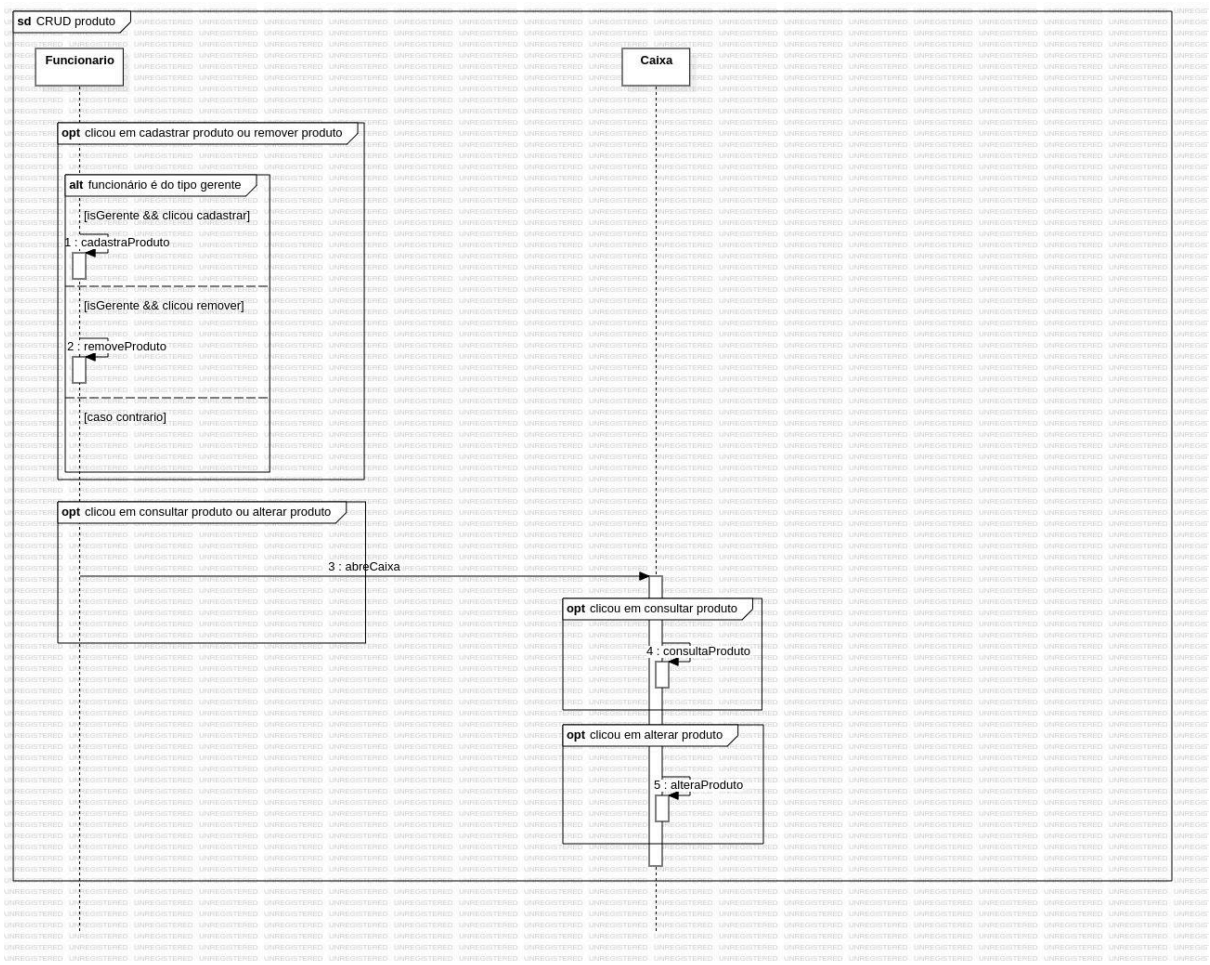 sd CRUD produto
Funcionario
Caixa
opt clicou em cadastrar produto ou remover produto
alt funcionário é do tipo gerente
[isGerente && clicou cadastrar]
1 : cadastraProduto
[isGerente && clicou remover]
2 : removeProduto
[caso contrario]
opt clicou em consultar produto ou alterar produto
3 : abreCaixa
opt clicou em consultar produto
4 : consultaProduto
opt clicou em alterar produto
5 : alteraProduto
UNREGISTERED